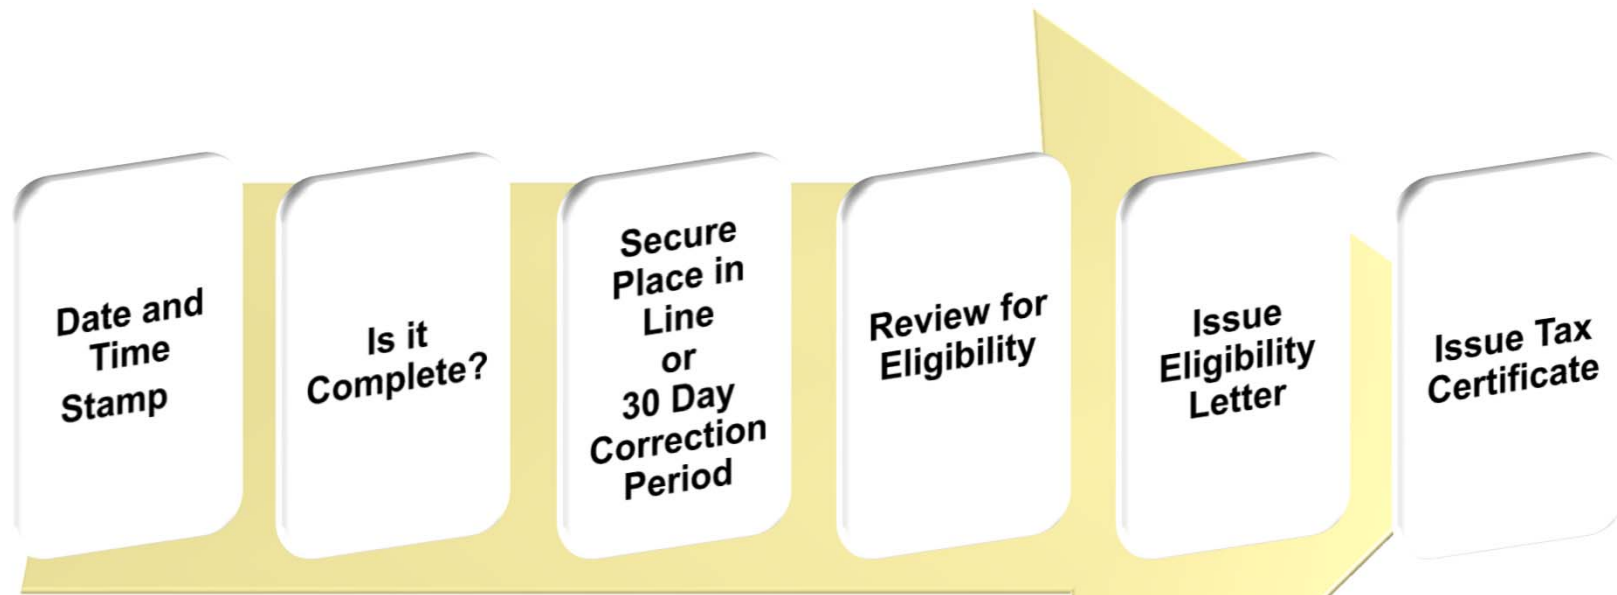 Date and
Time
Stamp
Is it
Complete?
Secure
Place in
Line
or
30 Day
Correction
Period
Review for
Eligibility
Issue
Eligibility
Letter
Issue Tax
Certificate